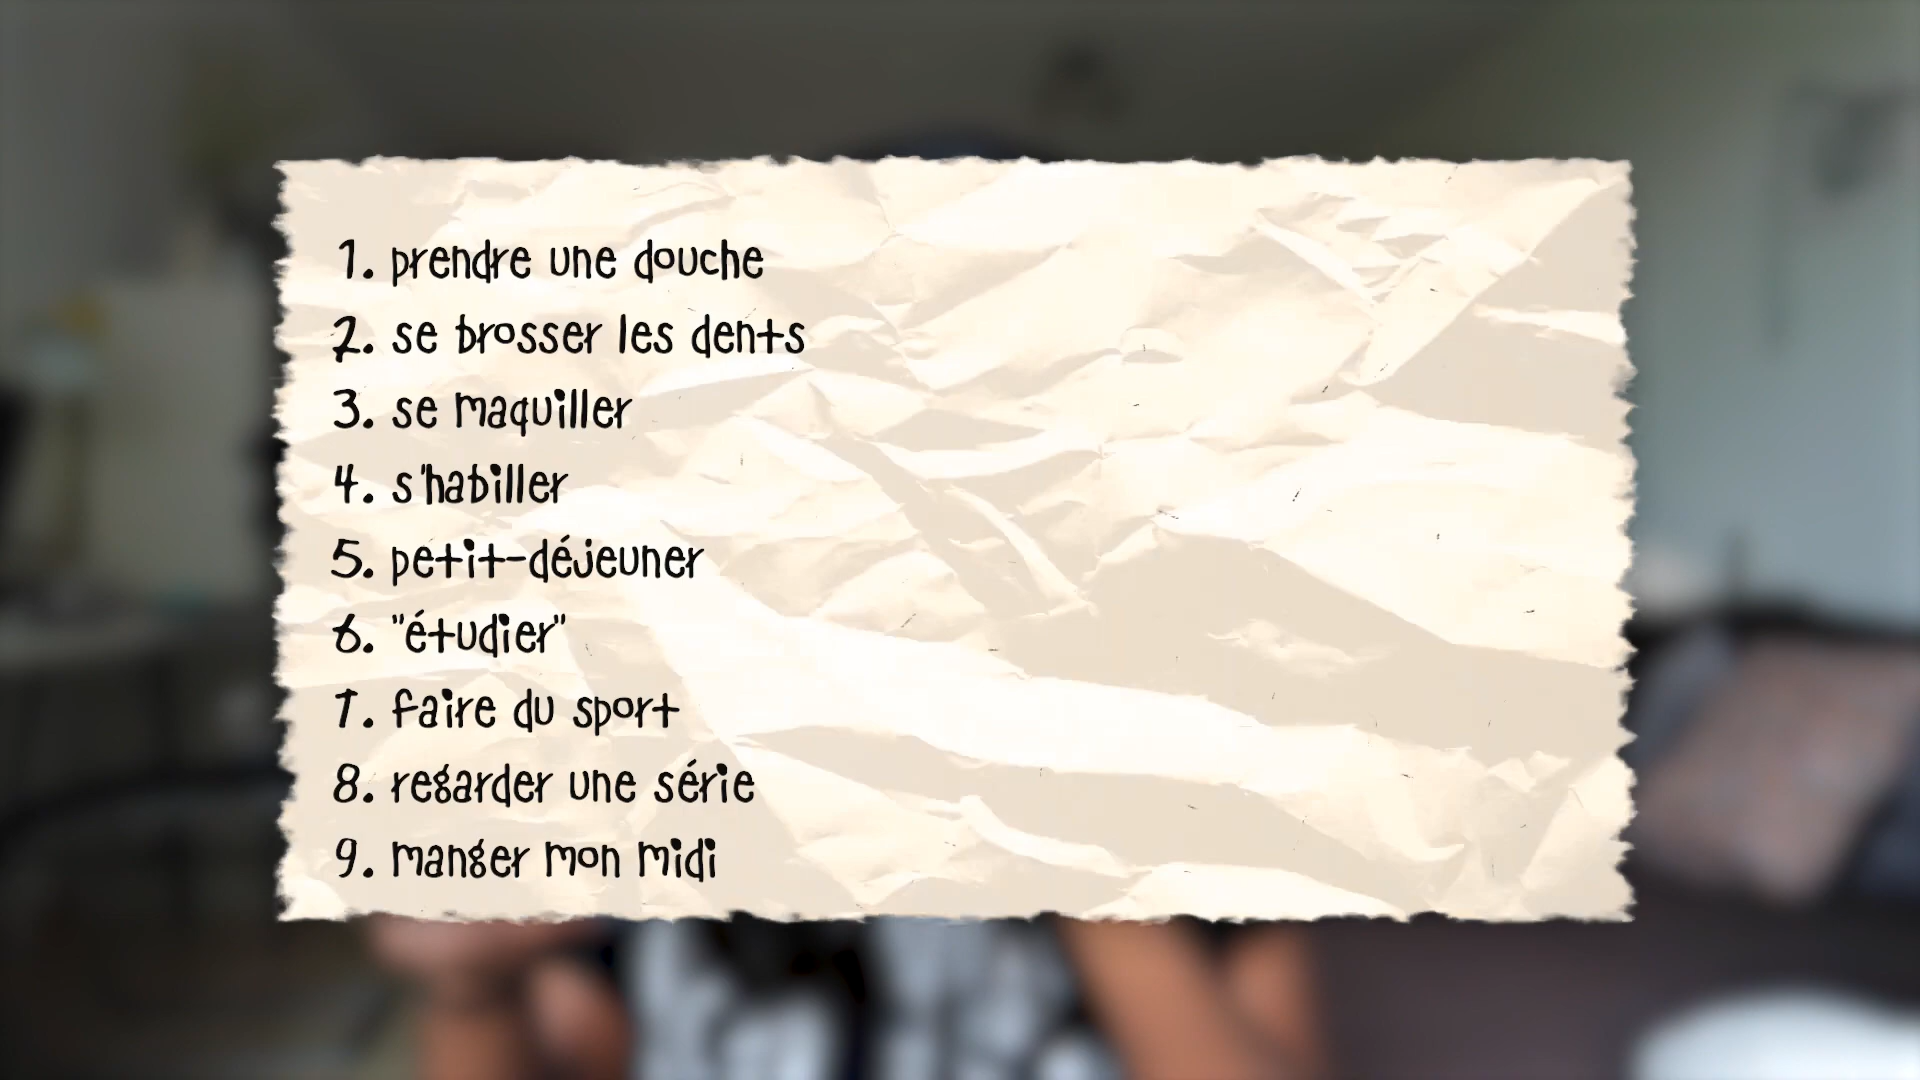 1. prendre une douche
2. se brosser les dents
3. se maquiller
4. s'habiller
5. petit-déjeuner
6. "étudier"
7. faire du sport
8. regarder une série
9. manger mon midi